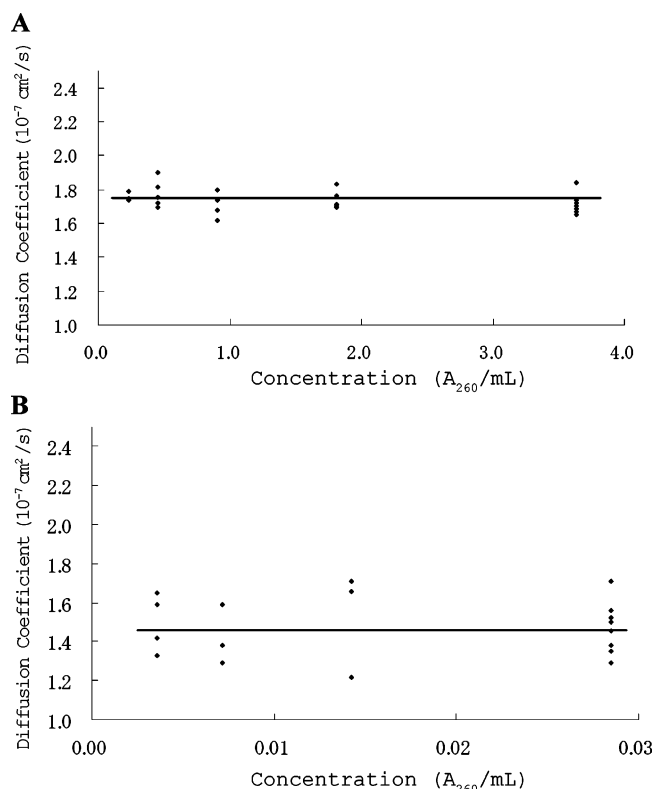 A
Diffusion Coefficient (10⁻⁷ cm²/s)
2.4
2.2
2.0
1.8
1.6
1.4
1.2
1.0
0.0 1.0 2.0 3.0 4.0
Concentration (A₂₆₀/mL)
B
Diffusion Coefficient (10⁻⁷ cm²/s)
2.4
2.2
2.0
1.8
1.6
1.4
1.2
1.0
0.00 0.01 0.02 0.03
Concentration (A₂₆₀/mL)